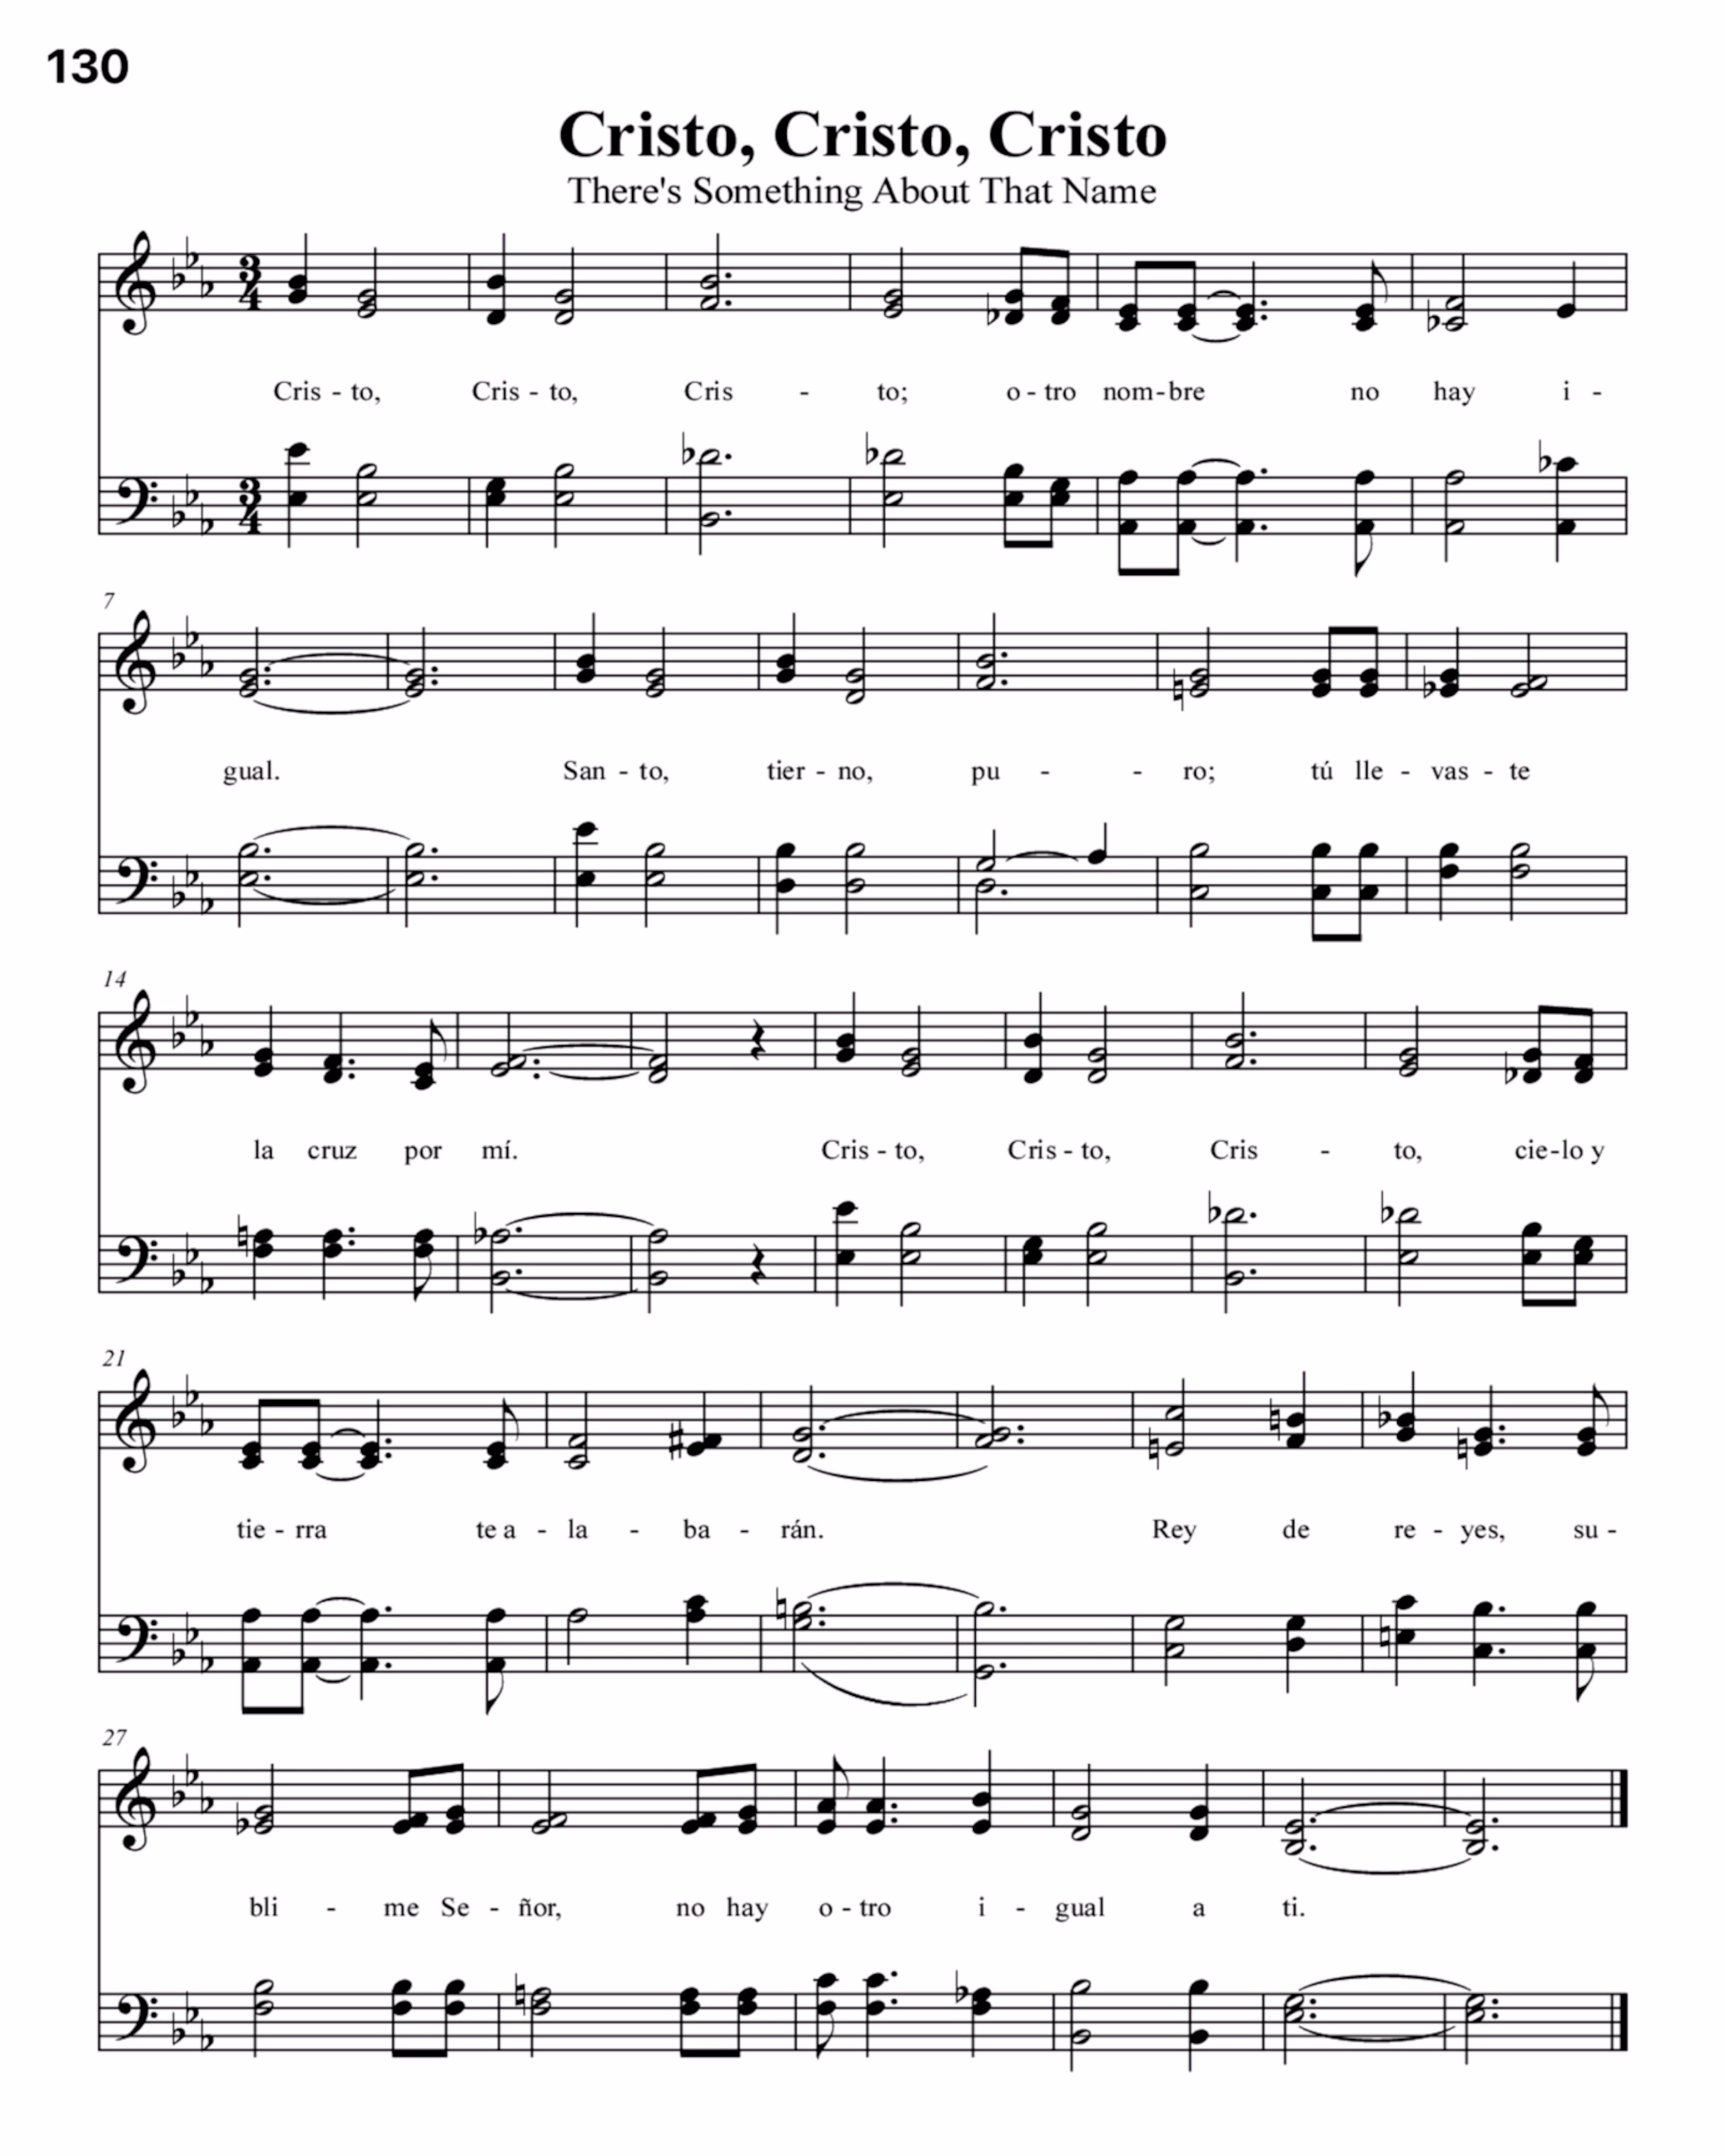 130
Cristo, Cristo, Cristo
There's Something About That Name
3 4
Cris - to, Cris - to, Cris - to; o - tro nom - bre no hay i -
3 4
7
gual. San - to, tier - no, pu - - ro; tú lle - vas - te
14
la cruz por mí. Cris - to, Cris - to, Cris - to, cie - lo y
21
tie - rra te a - la - ba - rán. Rey de re - yes, su -
27
bli - me Se - ñor, no hay o - tro i - gual a ti.